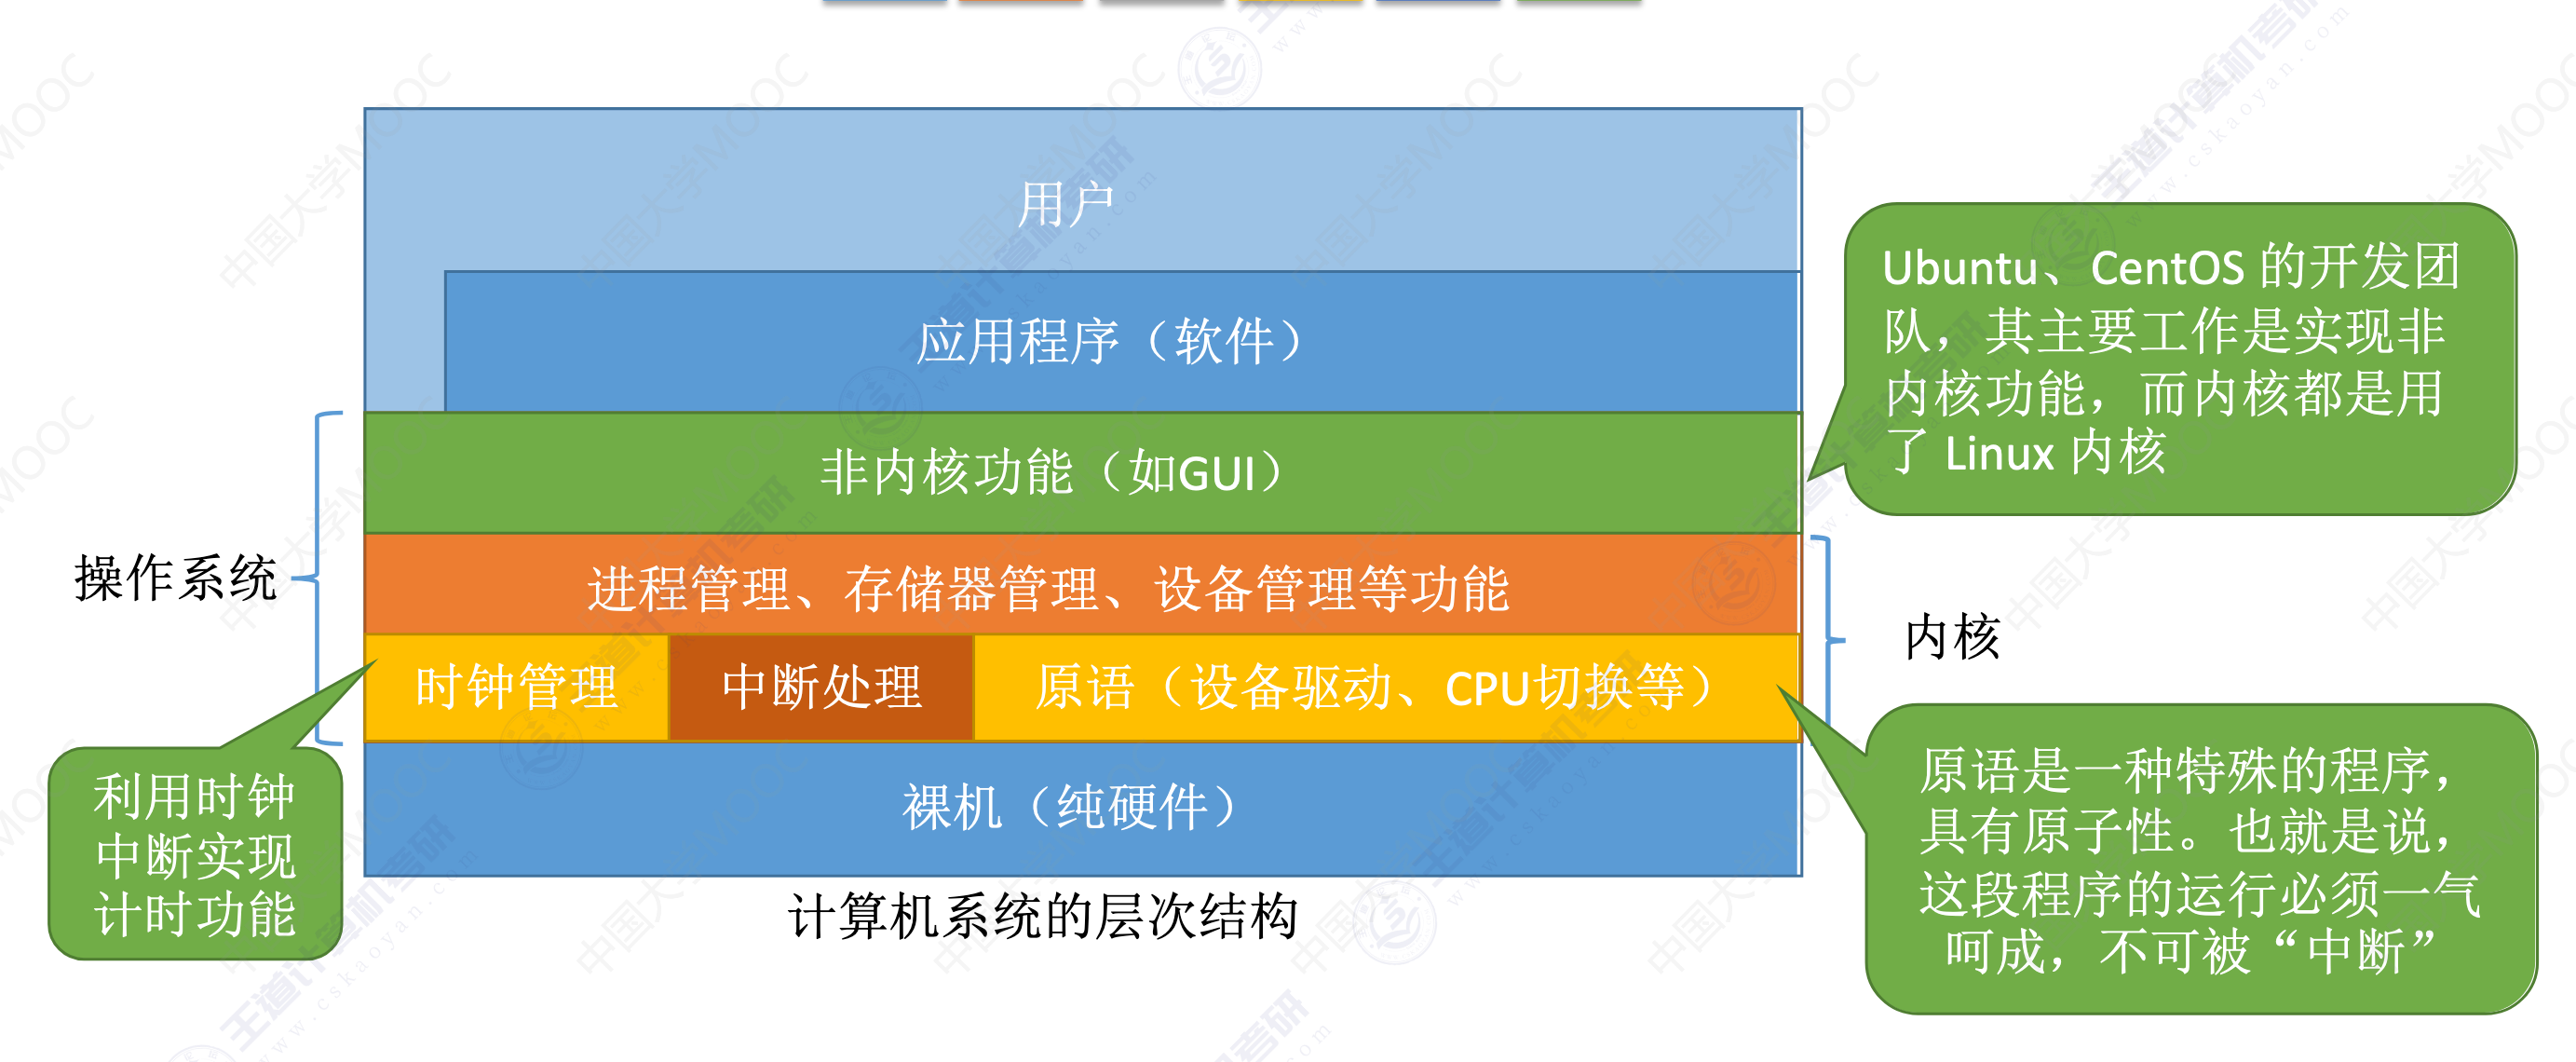 用户
应用程序（软件）
Ubuntu、CentOS 的开发团
队，其主要工作是实现非
内核功能，而内核都是用
了 Linux 内核
非内核功能（如GUI）
操作系统
进程管理、存储器管理、设备管理等功能
内核
时钟管理
中断处理
原语（设备驱动、CPU切换等）
利用时钟
中断实现
计时功能
裸机（纯硬件）
原语是一种特殊的程序，
具有原子性。也就是说，
这段程序的运行必须一气
呵成，不可被“中断”
计算机系统的层次结构
中国大学MOOC
王道计算机考研
www.cskaoyan.com